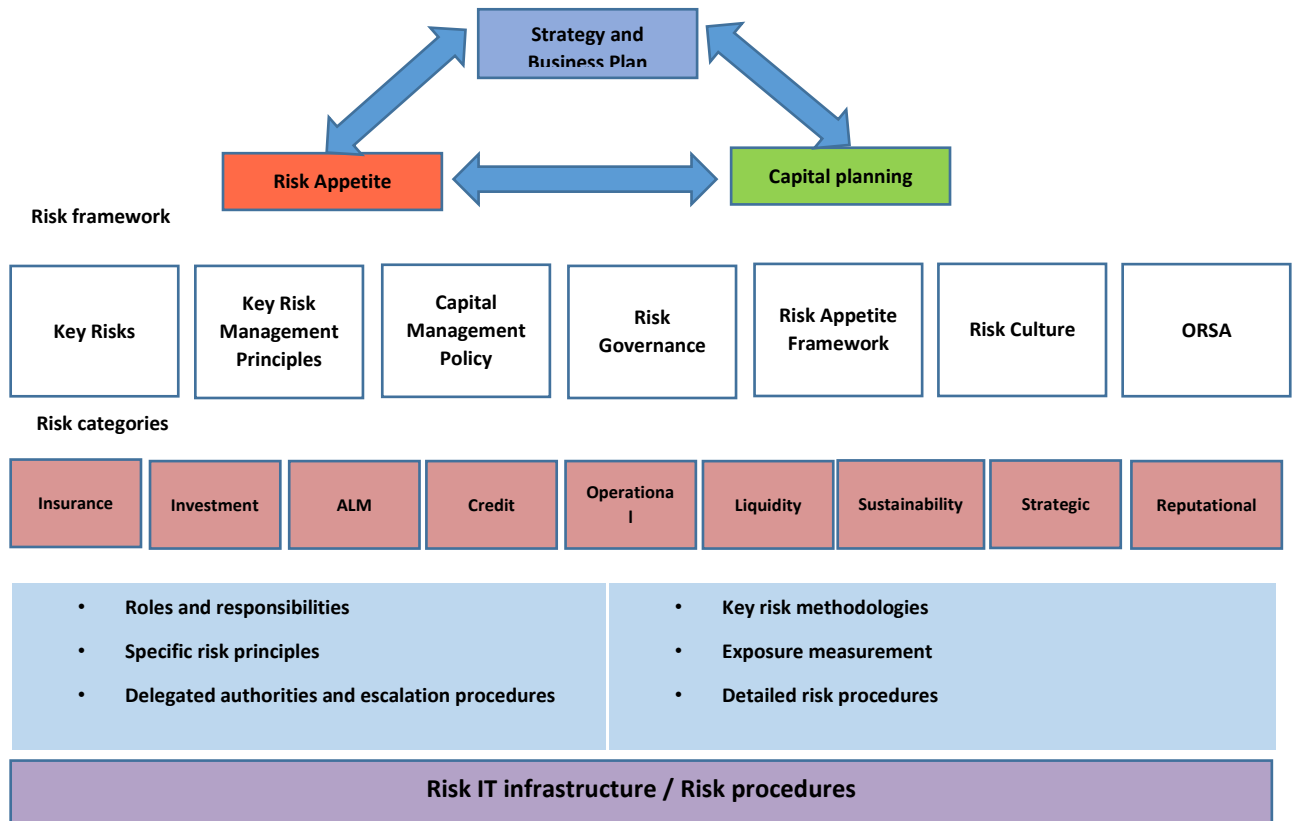 Strategy and
Business Plan
Risk Appetite
Capital planning
Risk framework
Key Risks
Key Risk
Management
Principles
Capital
Management
Policy
Risk
Governance
Risk Appetite
Framework
Risk Culture
ORSA
Risk categories
Insurance
Investment
ALM
Credit
Operationa
l
Liquidity
Sustainability
Strategic
Reputational
• Roles and responsibilities
• Specific risk principles
• Delegated authorities and escalation procedures
• Key risk methodologies
• Exposure measurement
• Detailed risk procedures
Risk IT infrastructure / Risk procedures